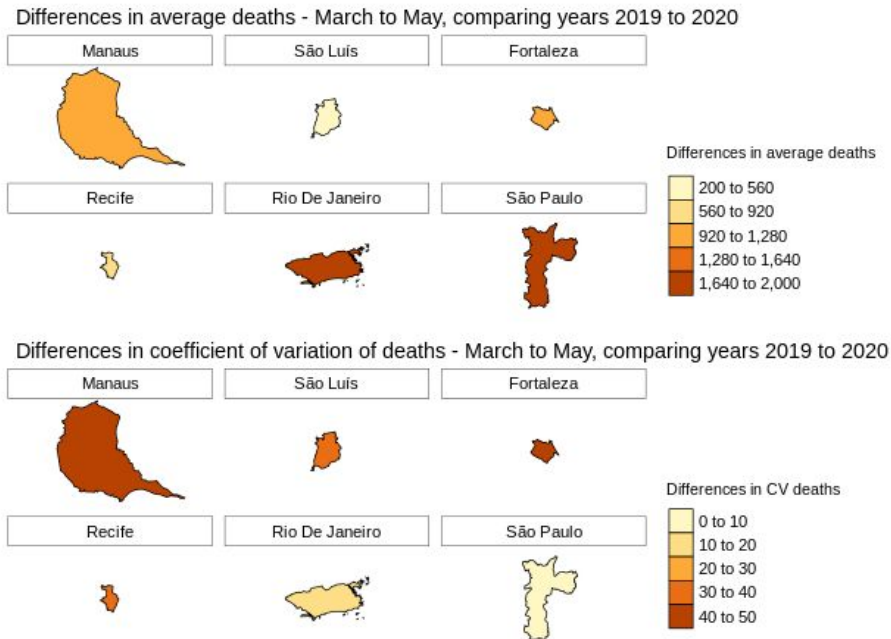 Differences in average deaths - March to May, comparing years 2019 to 2020
Manaus
São Luís
Fortaleza
Recife
Rio De Janeiro
São Paulo
Differences in average deaths
200 to 560
560 to 920
920 to 1,280
1,280 to 1,640
1,640 to 2,000
Differences in coefficient of variation of deaths - March to May, comparing years 2019 to 2020
Manaus
São Luís
Fortaleza
Recife
Rio De Janeiro
São Paulo
Differences in CV deaths
0 to 10
10 to 20
20 to 30
30 to 40
40 to 50